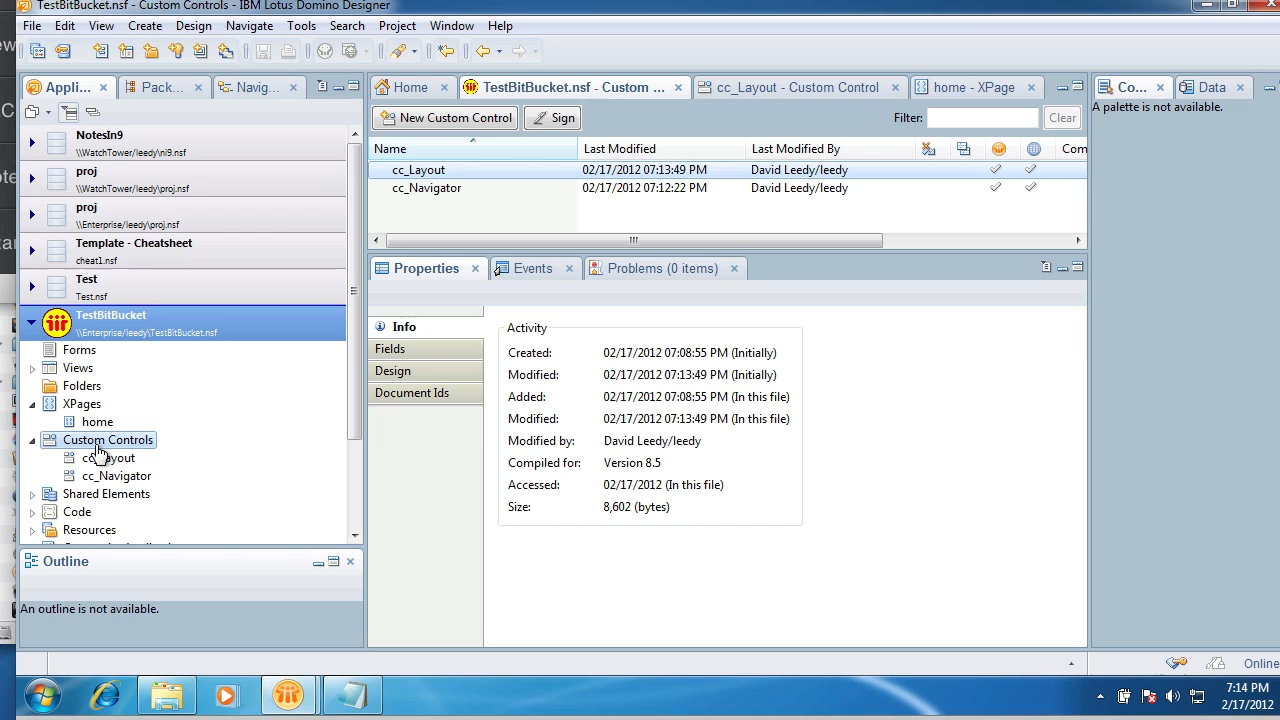 TestBitBucket.nsf - Custom Controls - IBM Lotus Domino Designer
File Edit View Create Design Navigate Tools Search Project Window Help
Appli...
Pack...
Navig...
NotesIn9
\\WatchTower/leedy\ni9.nsf
proj
\\WatchTower/leedy\proj.nsf
proj
\\Enterprise/leedy\proj.nsf
Template - Cheatsheet
cheat1.nsf
Test
Test.nsf
TestBitBucket
\\Enterprise/leedy\TestBitBucket.nsf
Forms
Views
Folders
XPages
home
Custom Controls
cc_Layout
cc_Navigator
Shared Elements
Code
Resources
Outline
An outline is not available.
Home
TestBitBucket.nsf - Custom ...
cc_Layout - Custom Control
home - XPage
New Custom Control
Sign
Filter:
Clear
Name Last Modified Last Modified By Com
cc_Layout 02/17/2012 07:13:49 PM David Leedy/leedy
cc_Navigator 02/17/2012 07:12:22 PM David Leedy/leedy
Properties
Events
Problems (0 items)
Info
Fields
Design
Document Ids
Activity
Created: 02/17/2012 07:08:55 PM (Initially)
Modified: 02/17/2012 07:13:49 PM (Initially)
Added: 02/17/2012 07:08:55 PM (In this file)
Modified: 02/17/2012 07:13:49 PM (In this file)
Modified by: David Leedy/leedy
Compiled for: Version 8.5
Accessed: 02/17/2012 (In this file)
Size: 8,602 (bytes)
Co...
Data
A palette is not available.
Online
7:14 PM
2/17/2012